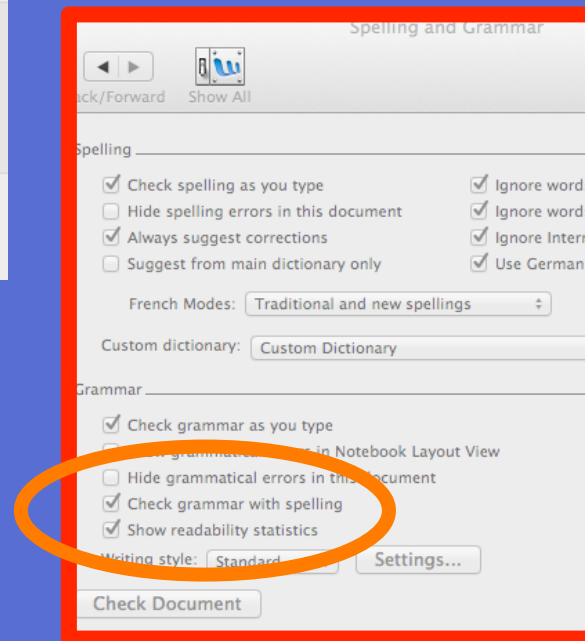 Spelling and Grammar
ack/Forward Show All
Spelling
Check spelling as you type
Ignore word
Hide spelling errors in this document
Ignore word
Always suggest corrections
Ignore Intern
Suggest from main dictionary only
Use German
French Modes: Traditional and new spellings
Custom dictionary: Custom Dictionary
Grammar
Check grammar as you type
in Notebook Layout View
Hide grammatical errors in this document
Check grammar with spelling
Show readability statistics
Writing style: Standard Settings...
Check Document